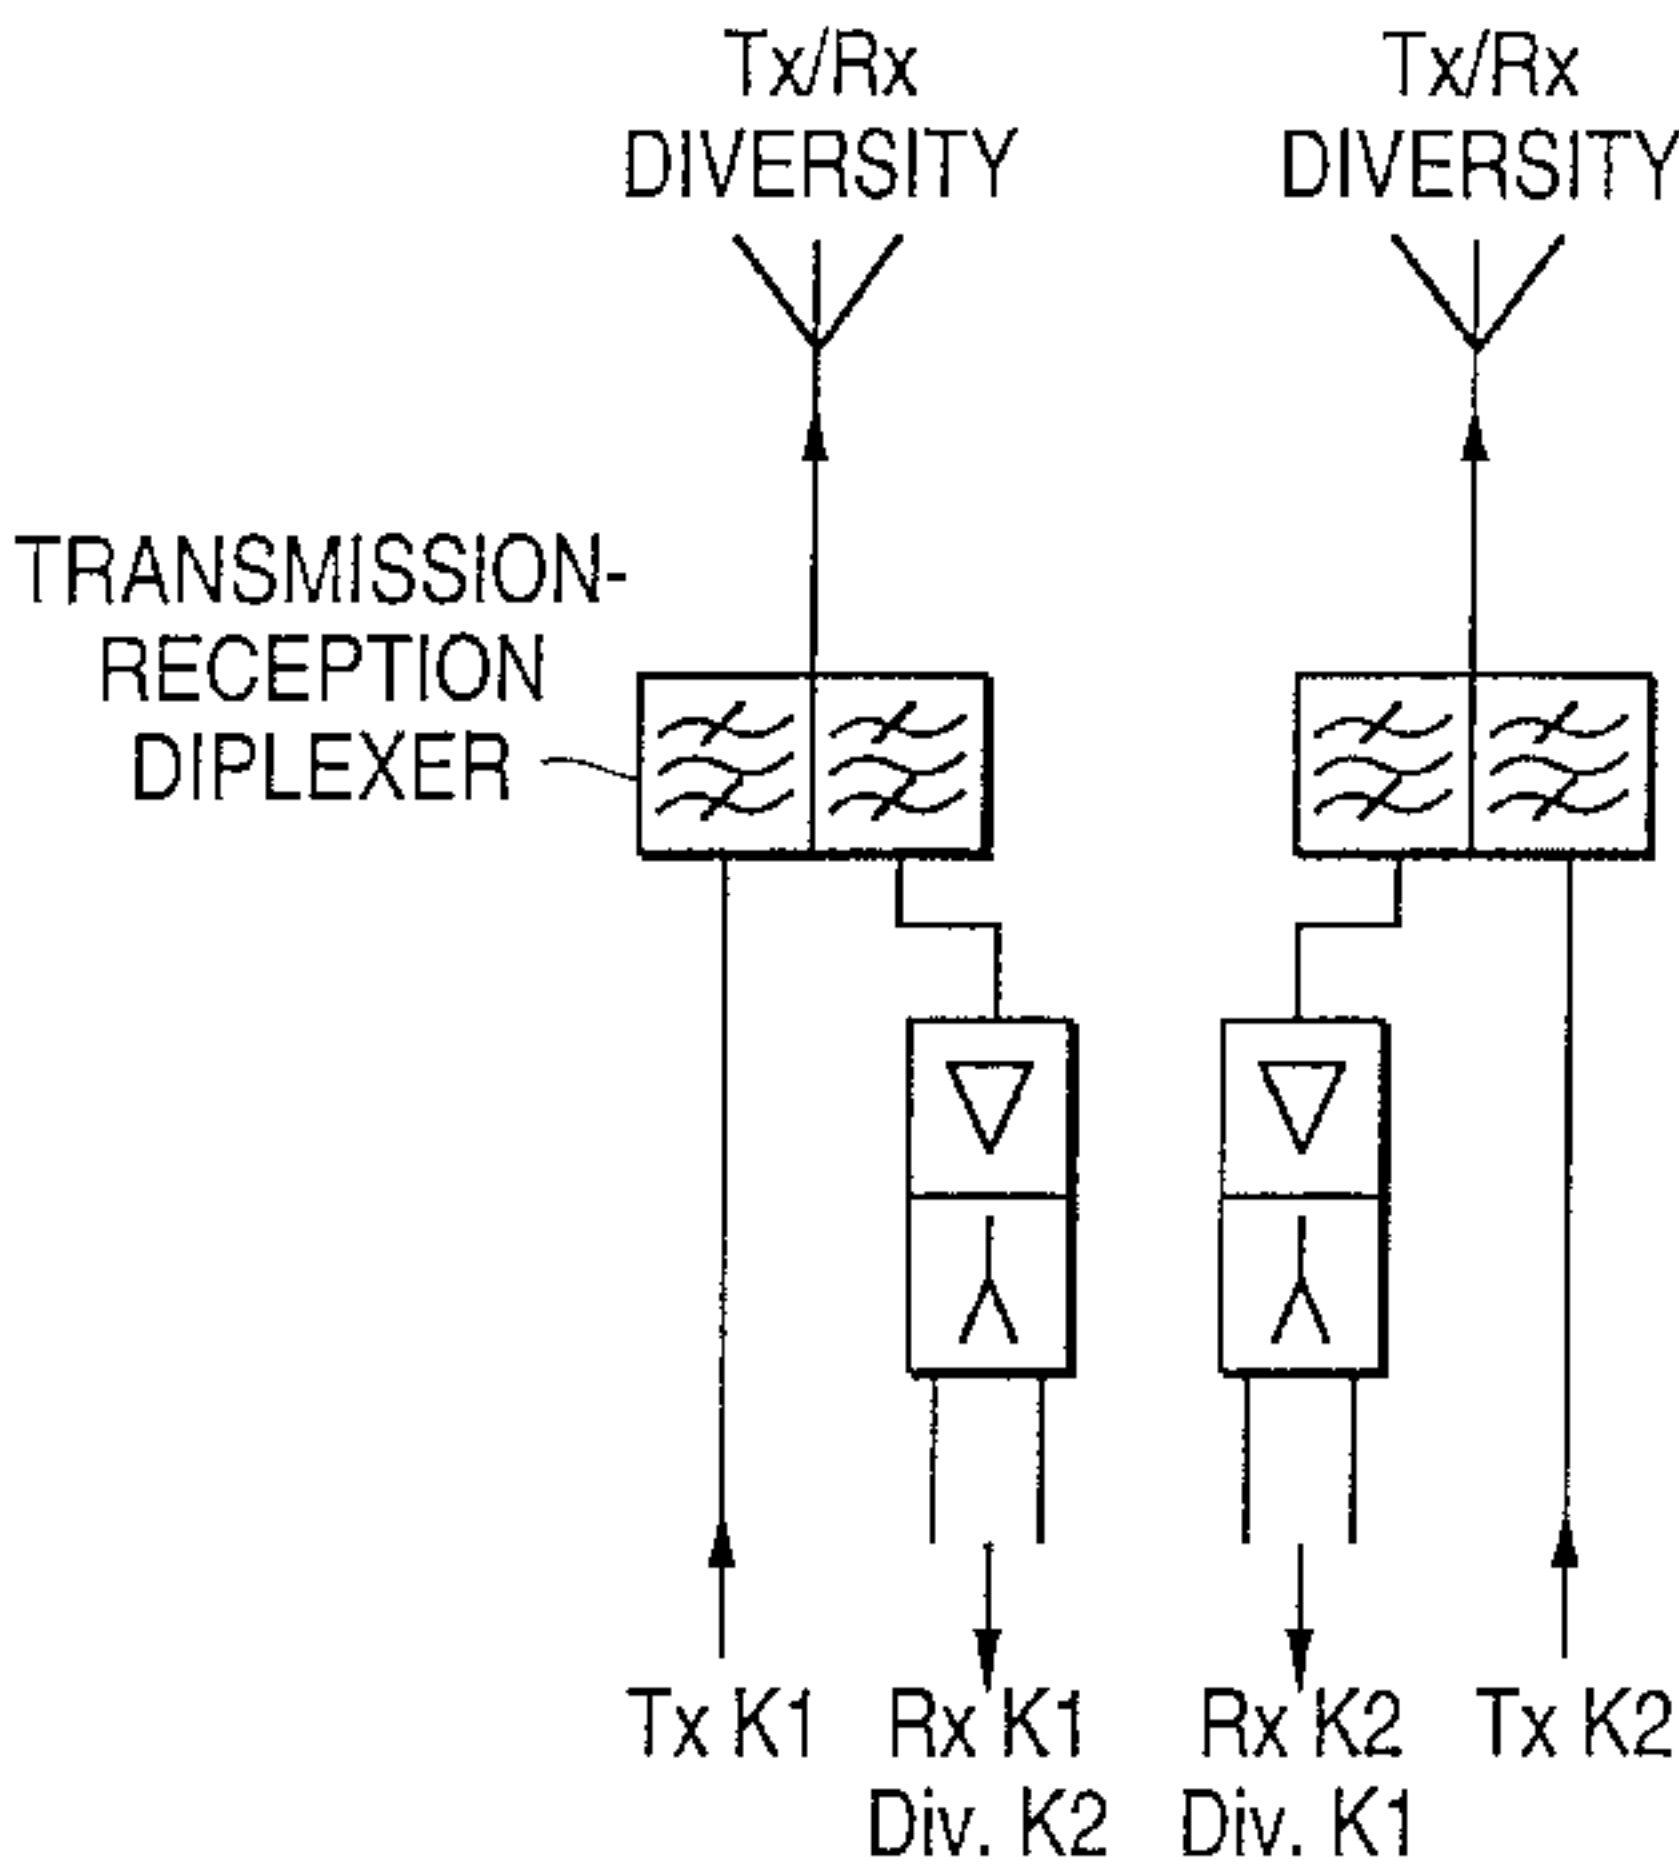 Tx/Rx
DIVERSITY
Tx/Rx
DIVERSITY
TRANSMISSION-
RECEPTION
DIPLEXER
Tx K1
Rx K1
Div. K2
Rx K2
Div. K1
Tx K2